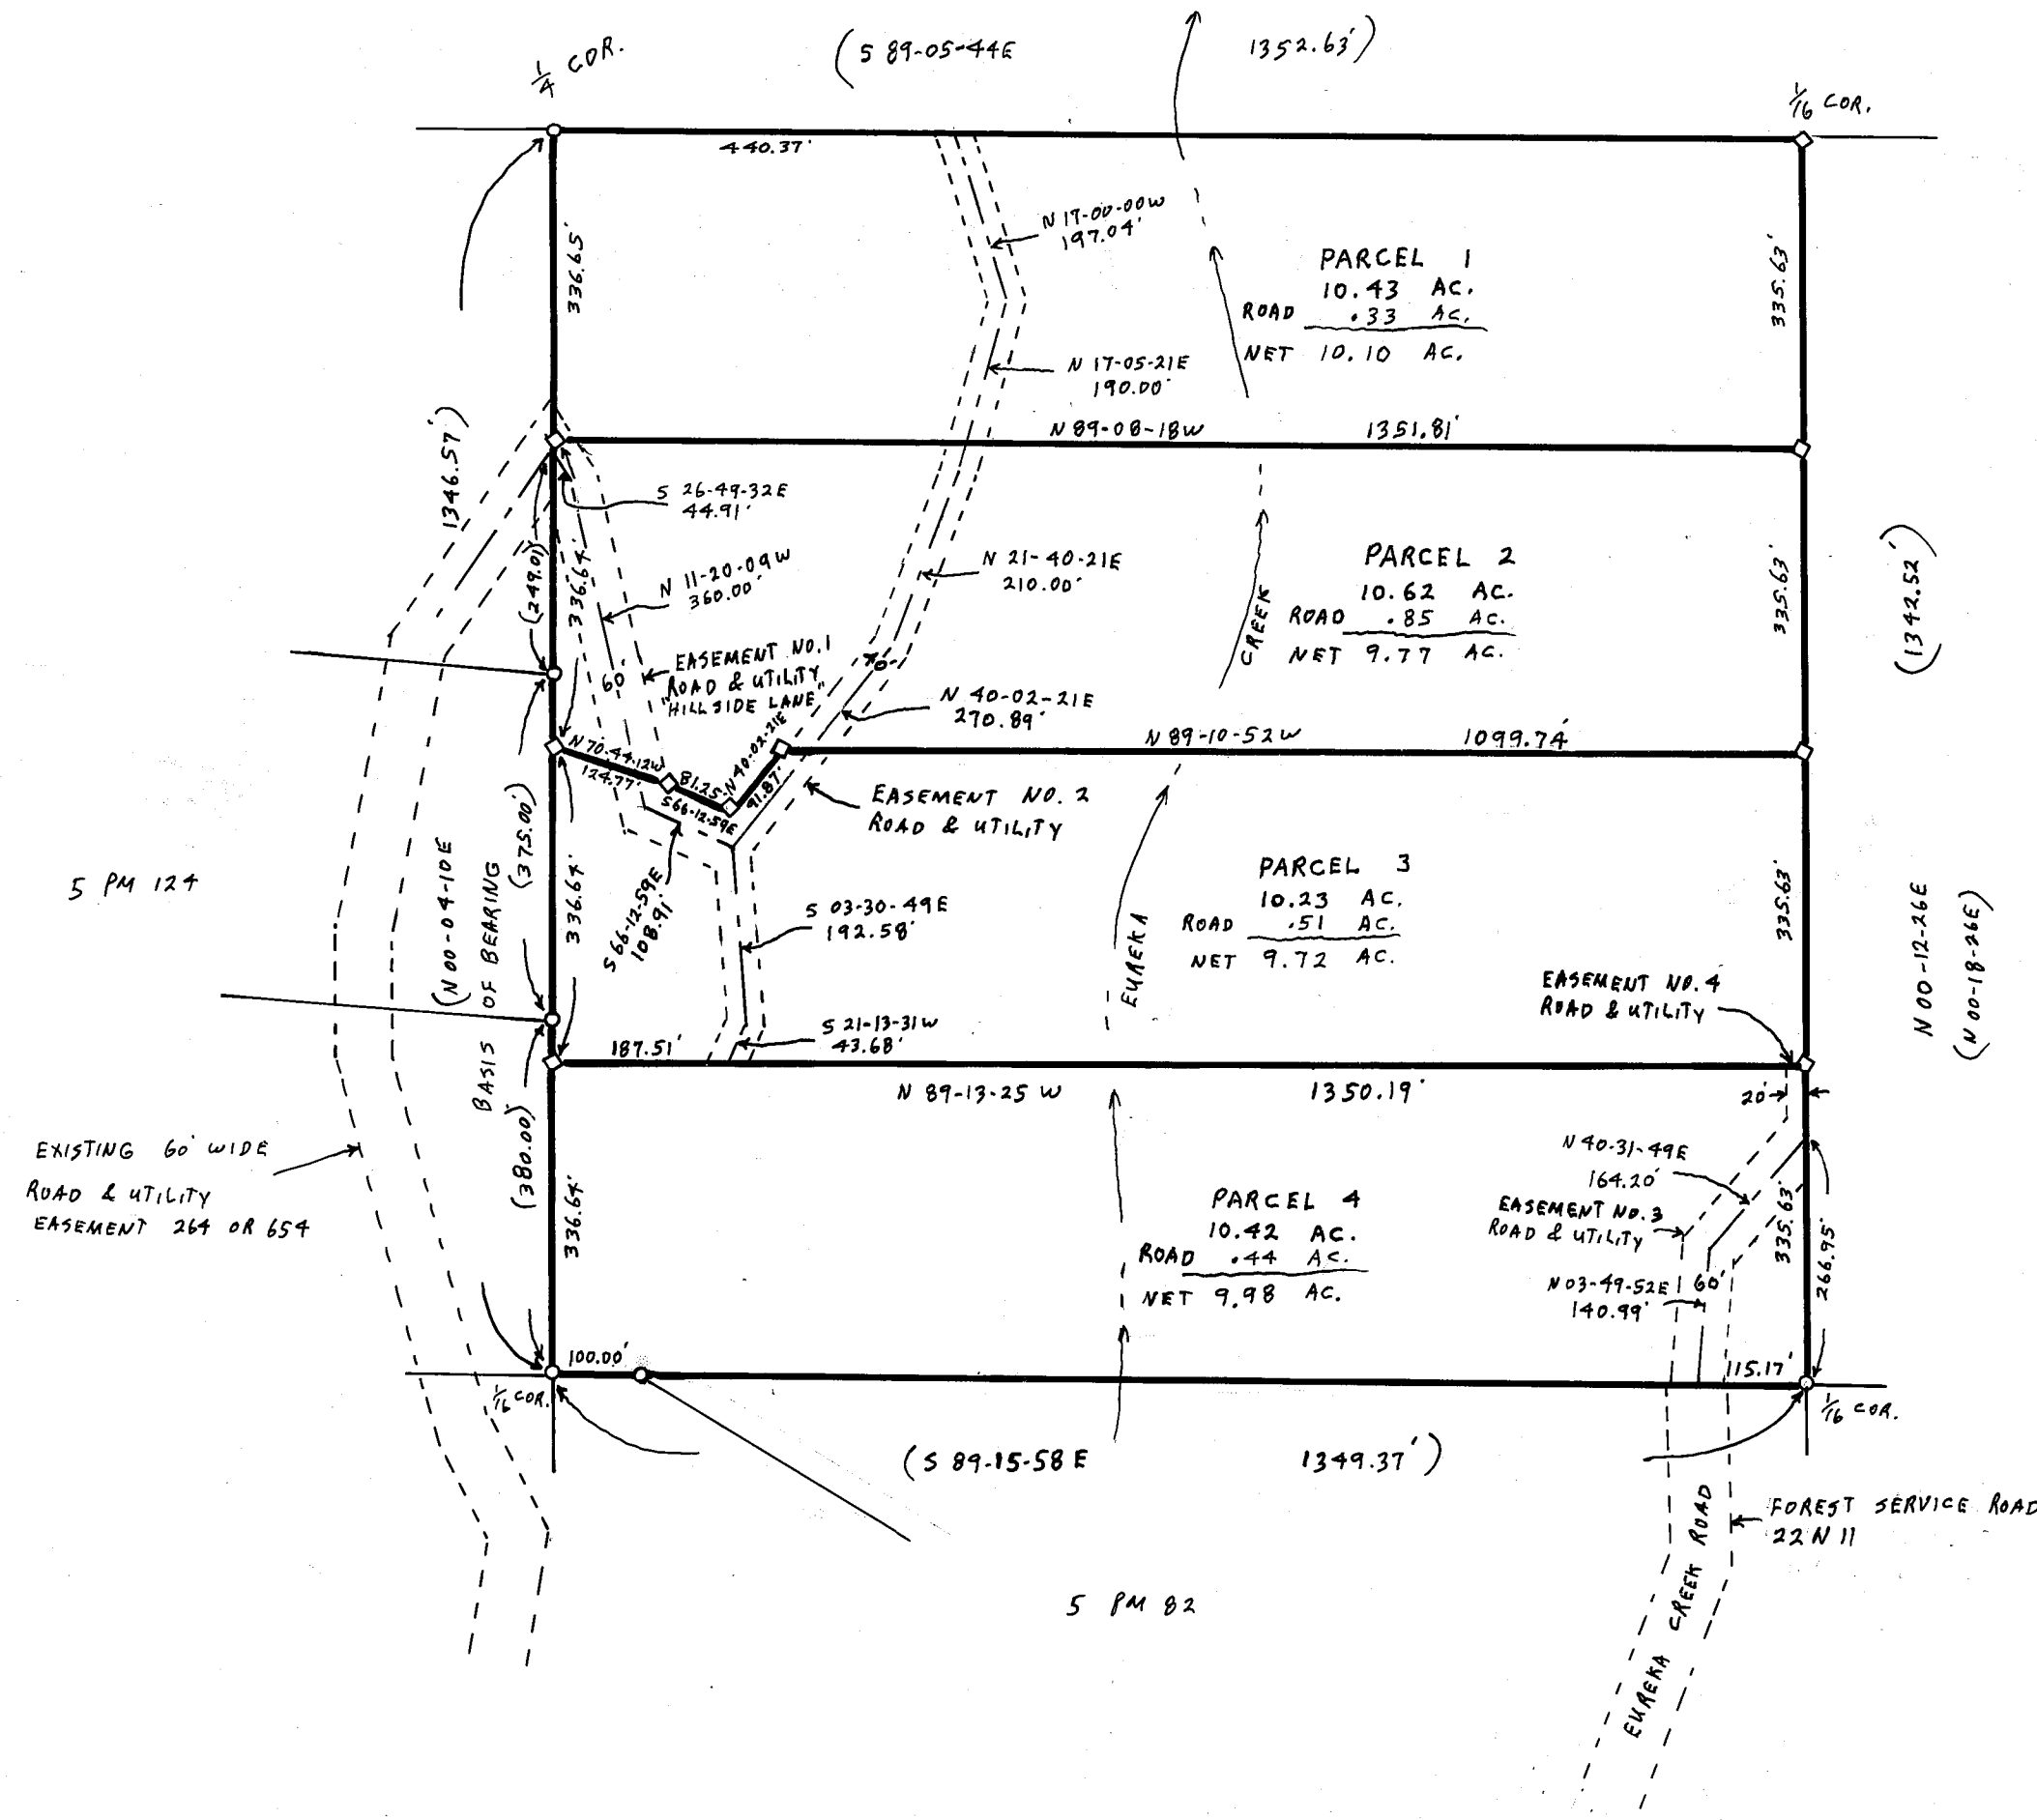 1/4 COR.
(S 89-05-44E 1352.63')
1/16 COR.
440.37'
336.65'
N 17-00-00W
197.04'
PARCEL 1
10.43 AC.
ROAD .33 AC.
NET 10.10 AC.
335.63'
N 17-05-21E
190.00'
N 89-08-18W 1351.81'
1346.57')
S 26-49-32E
44.91'
(249.01)
336.64'
N 11-20-09W
360.00'
N 21-40-21E
210.00'
CREEK
PARCEL 2
10.62 AC.
ROAD .85 AC.
NET 9.77 AC.
335.63'
(1342.52')
EASEMENT NO.1
ROAD & UTILITY
"HILLSIDE LANE"
60'
N 40-02-21E
270.89'
N 89-10-52W 1099.74'
N 70-44-12W
124.77'
81.25'
S66-12-59E
N 40-02-21E
91.87'
EASEMENT NO. 2
ROAD & UTILITY
5 PM 124
(N 00-04-10E
BASIS OF BEARING
(375.00')
336.64'
S 66-12-59E
108.91'
S 03-30-49E
192.58'
EUREKA
PARCEL 3
10.23 AC.
ROAD .51 AC.
NET 9.72 AC.
335.63'
N 00-12-26E
(N 00-18-26E)
EASEMENT NO. 4
ROAD & UTILITY
S 21-13-31W
43.68'
187.51'
N 89-13-25 W 1350.19'
20'
(380.00')
336.64'
EXISTING 60' WIDE
ROAD & UTILITY
EASEMENT 264 OR 654
N 40-31-49E
164.20'
EASEMENT NO.3
ROAD & UTILITY
335.63'
266.95'
PARCEL 4
10.42 AC.
ROAD .44 AC.
NET 9.98 AC.
N 03-49-52E
140.99'
60'
100.00'
115.17'
1/16 COR.
1/16 COR.
(S 89-15-58 E 1349.37')
FOREST SERVICE ROAD
22 N 11
EUREKA CREEK ROAD
5 PM 82